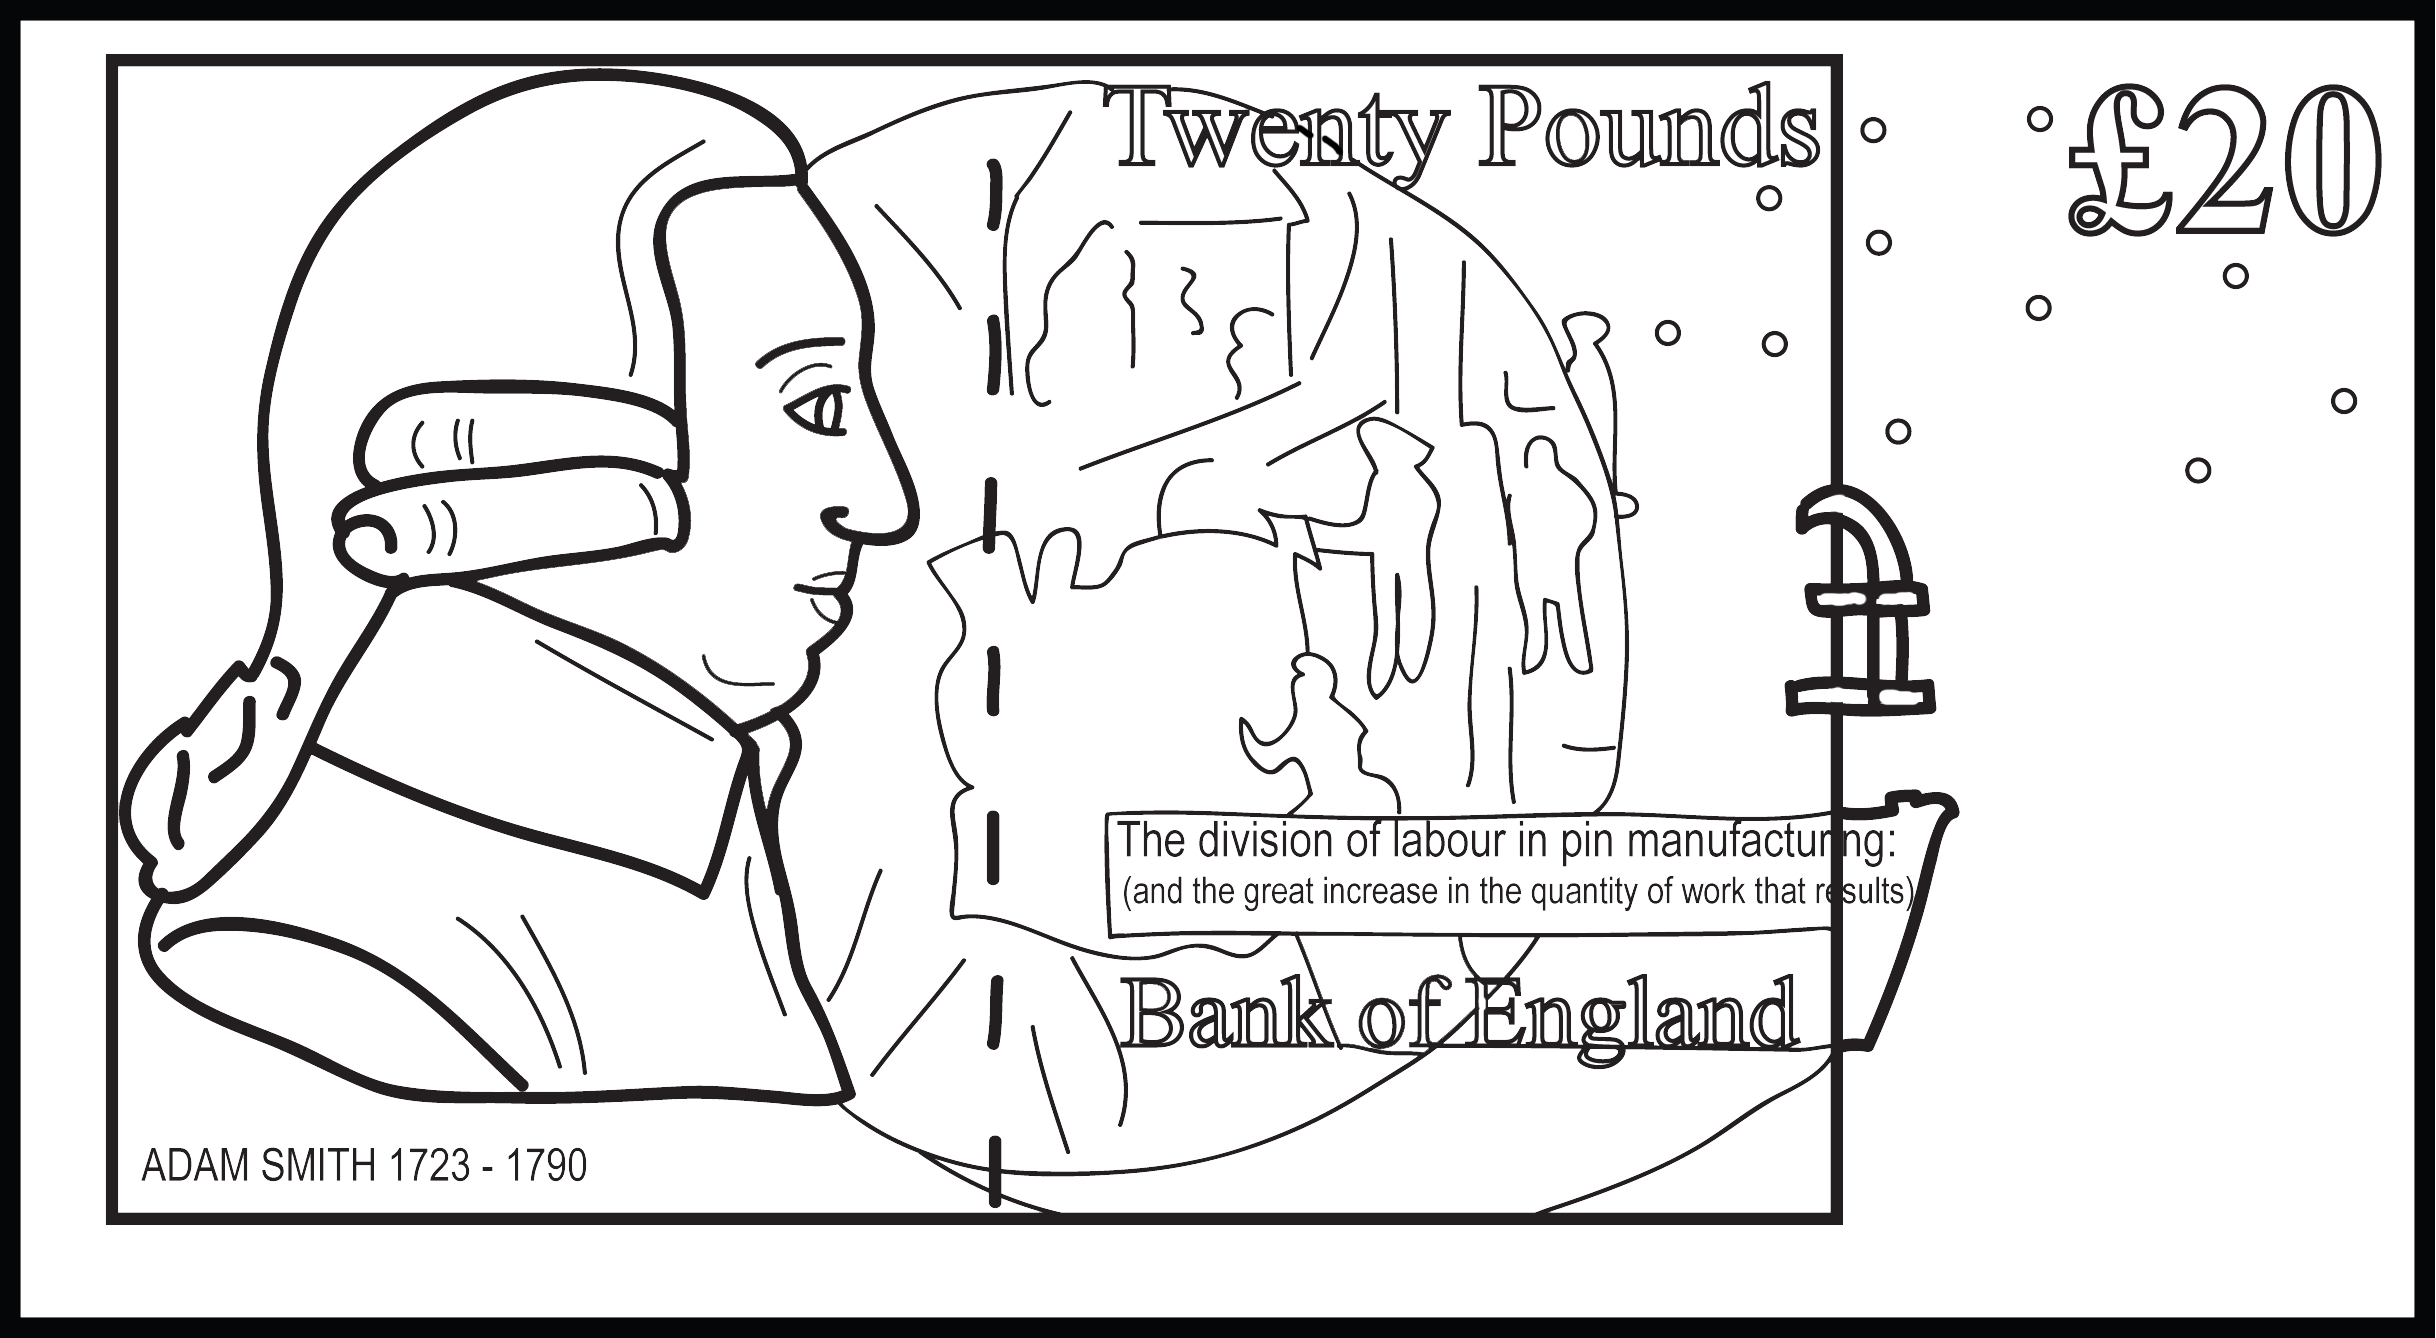 Twenty Pounds
£20
£
The division of labour in pin manufacturing:
(and the great increase in the quantity of work that results)
Bank of England
ADAM SMITH 1723 - 1790